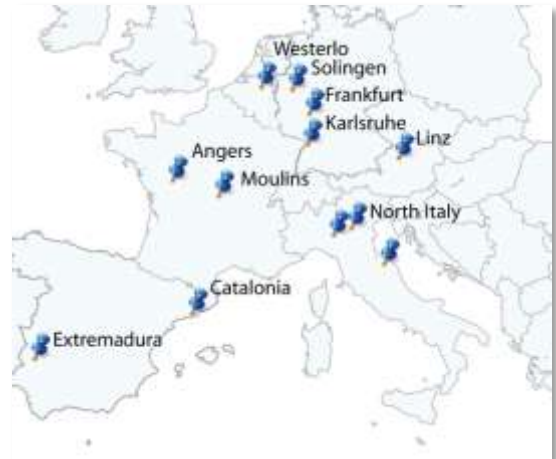 Westerlo
Solingen
Frankfurt
Karlsruhe
Linz
Angers
Moulins
North Italy
Catalonia
Extremadura